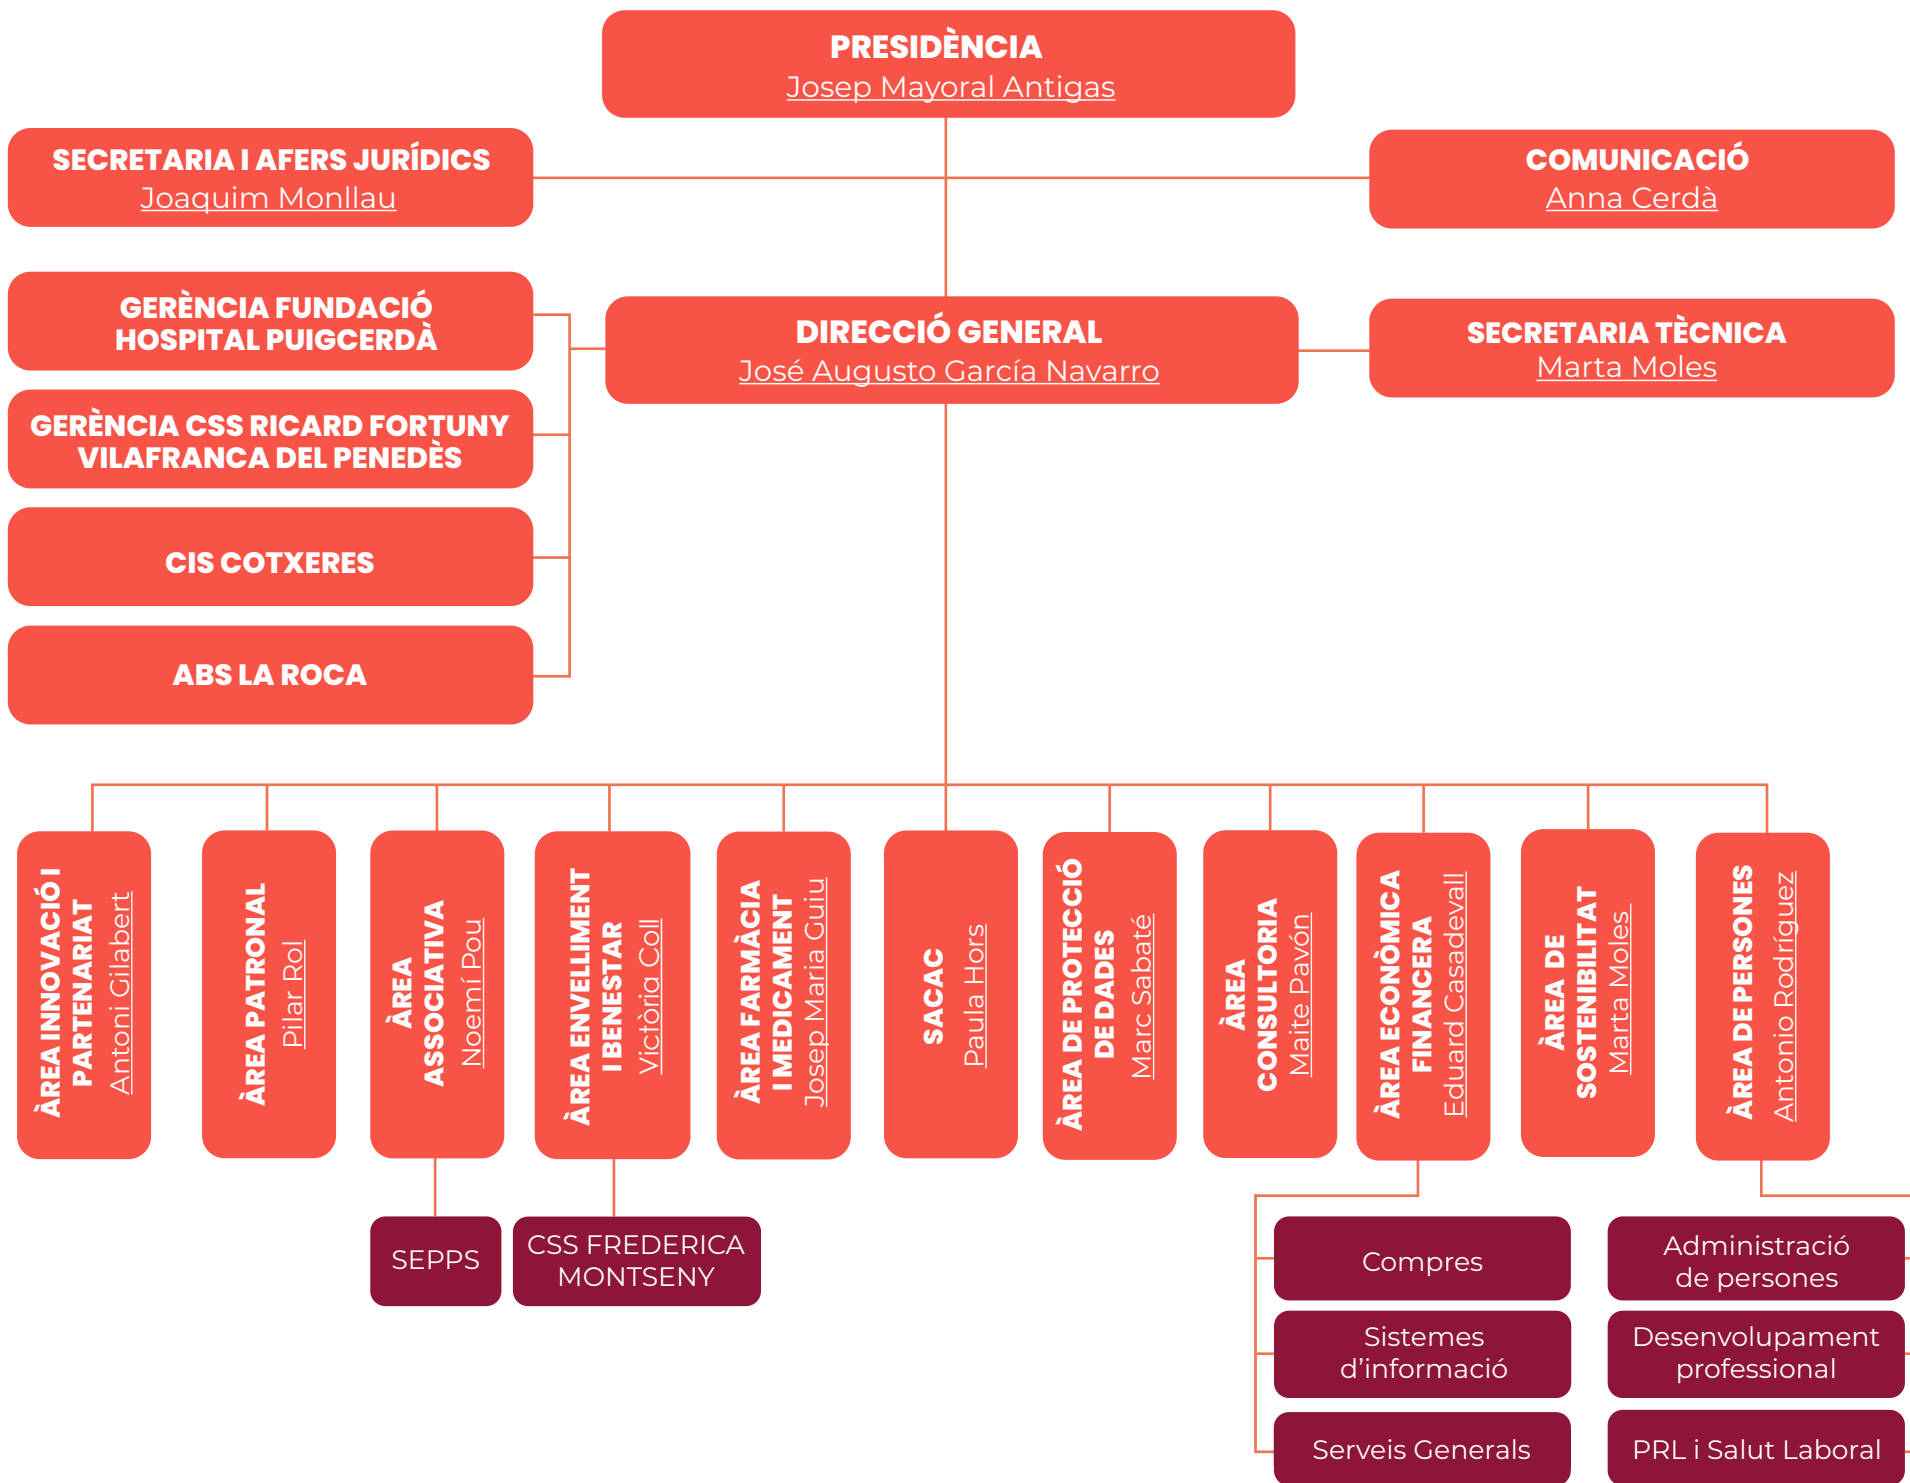 PRESIDÈNCIA
Josep Mayoral Antigas
SECRETARIA I AFERS JURÍDICS
Joaquim Monllau
COMUNICACIÓ
Anna Cerdà
GERÈNCIA FUNDACIÓ
HOSPITAL PUIGCERDÀ
DIRECCIÓ GENERAL
José Augusto García Navarro
SECRETARIA TÈCNICA
Marta Moles
GERÈNCIA CSS RICARD FORTUNY
VILAFRANCA DEL PENEDÈS
CIS COTXERES
ABS LA ROCA
ÀREA INNOVACIÓ I
PARTENARIAT
Antoni Gilabert
ÀREA PATRONAL
Pilar Rol
ÀREA
ASSOCIATIVA
Noemí Pou
ÀREA ENVELLIMENT
I BENESTAR
Victòria Coll
ÀREA FARMÀCIA
I MEDICAMENT
Josep Maria Guiu
SACAC
Paula Hors
ÀREA DE PROTECCIÓ
DE DADES
Marc Sabaté
ÀREA
CONSULTORIA
Maite Pavón
ÀREA ECONÒMICA
FINANCERA
Eduard Casadevall
ÀREA DE
SOSTENIBILITAT
Marta Moles
ÀREA DE PERSONES
Antonio Rodríguez
SEPPS
CSS FREDERICA
MONTSENY
Compres
Sistemes
d’informació
Serveis Generals
Administració
de persones
Desenvolupament
professional
PRL i Salut Laboral